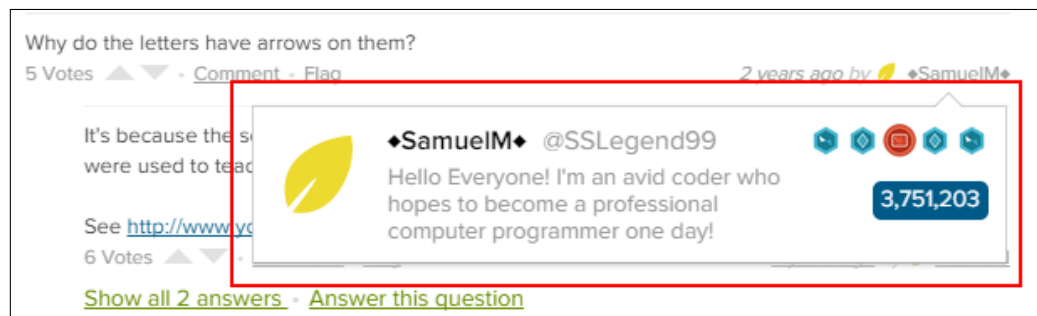 Why do the letters have arrows on them?
5 Votes • Comment • Flag 2 years ago by ◆SamuelM◆
It's because the
were used to
See http://www
6 Votes
◆SamuelM◆ @SSLegend99
Hello Everyone! I'm an avid coder who
hopes to become a professional
computer programmer one day!
3,751,203
Show all 2 answers • Answer this question